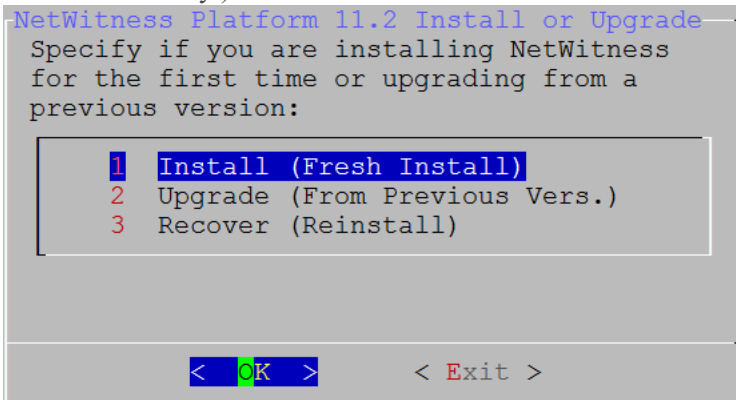 NetWitness Platform 11.2 Install or Upgrade
Specify if you are installing NetWitness
for the first time or upgrading from a
previous version:
1 Install (Fresh Install)
2 Upgrade (From Previous Vers.)
3 Recover (Reinstall)
< OK > < Exit >